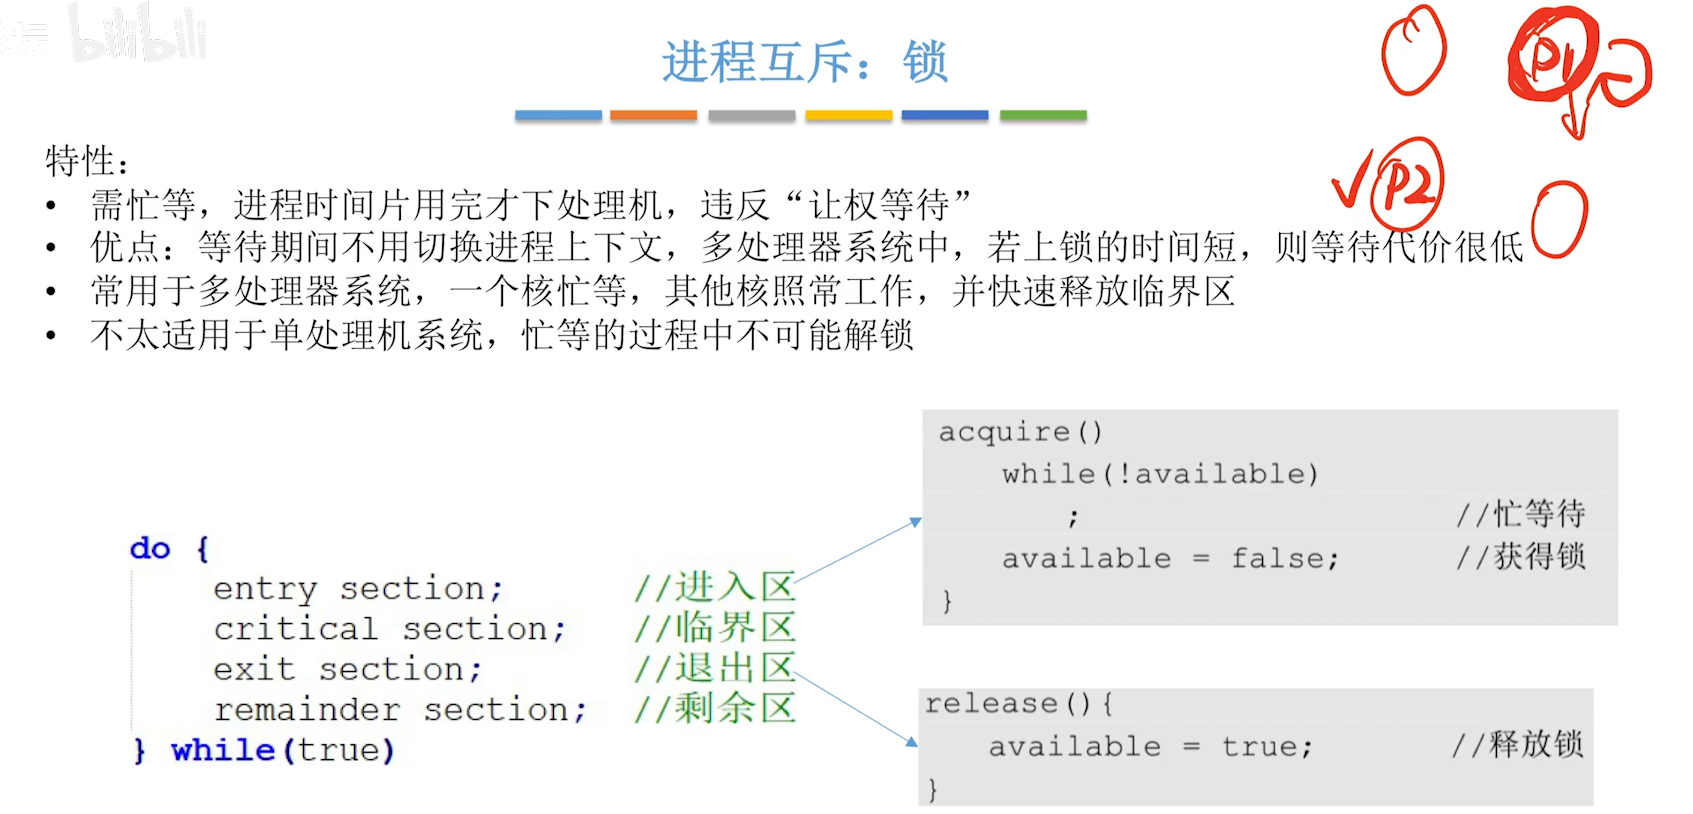 bilibili
进程互斥：锁
P1
特性：
P2
• 需忙等，进程时间片用完才下处理机，违反“让权等待”
• 优点：等待期间不用切换进程上下文，多处理器系统中，若上锁的时间短，则等待代价很低
• 常用于多处理器系统，一个核忙等，其他核照常工作，并快速释放临界区
• 不太适用于单处理机系统，忙等的过程中不可能解锁
do {
entry section; //进入区
critical section; //临界区
exit section; //退出区
remainder section; //剩余区
} while(true)
acquire()
while(!available)
; //忙等待
available = false; //获得锁
}
release(){
available = true; //释放锁
}